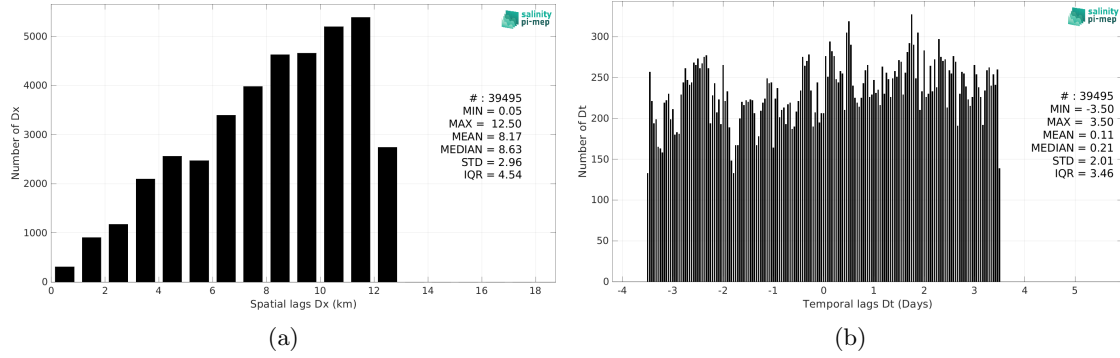 salinity
pi-mep
5000
4000
3000
2000
1000
0
Number of Dx
# : 39495
MIN = 0.05
MAX = 12.50
MEAN = 8.17
MEDIAN = 8.63
STD = 2.96
IQR = 4.54
0 2 4 6 8 10 12 14 16 18
Spatial lags Dx (km)
(a)
salinity
pi-mep
300
250
200
150
100
50
0
Number of Dt
# : 39495
MIN = -3.50
MAX = 3.50
MEAN = 0.11
MEDIAN = 0.21
STD = 2.01
IQR = 3.46
-4 -3 -2 -1 0 1 2 3 4 5
Temporal lags Dt (Days)
(b)